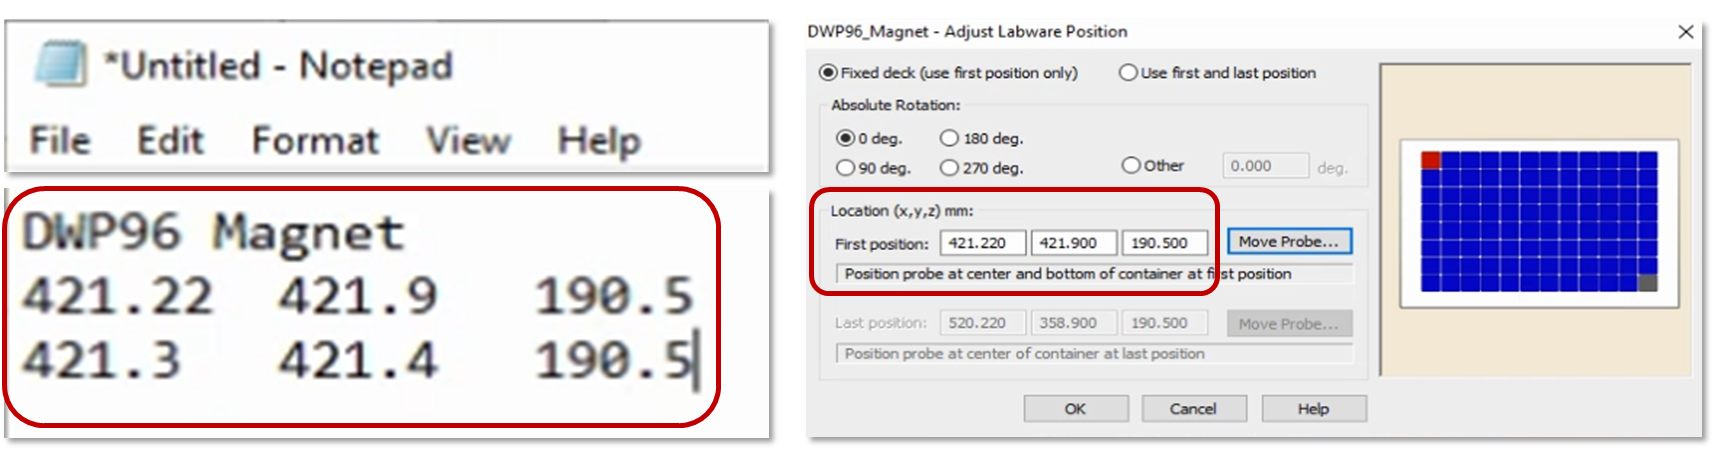 *Untitled - Notepad
File Edit Format View Help
DWP96 Magnet
421.22 421.9 190.5
421.3 421.4 190.5
DWP96_Magnet - Adjust Labware Position
Fixed deck (use first position only) Use first and last position
Absolute Rotation:
0 deg. 180 deg.
90 deg. 270 deg. Other 0.000 deg.
Location (x,y,z) mm:
First position: 421.220 421.900 190.500 Move Probe...
Position probe at center and bottom of container at first position
Last position: 520.220 358.900 190.500 Move Probe...
Position probe at center of container at last position
OK Cancel Help